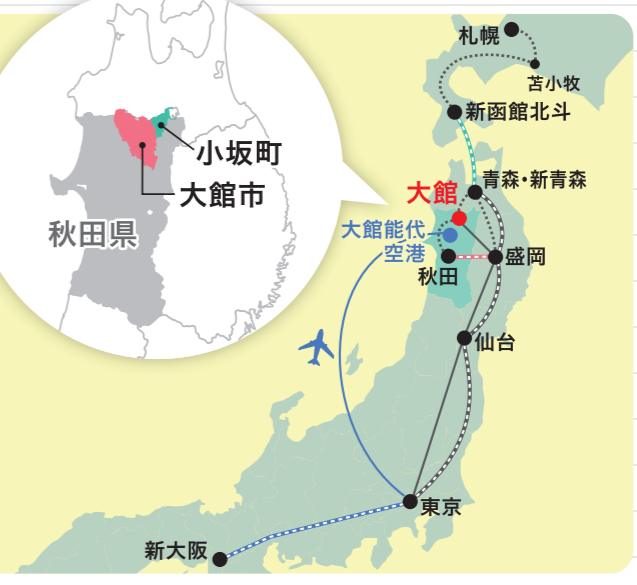 札幌
苫小牧
新函館北斗
青森・新青森
大館
大館能代
空港
秋田
盛岡
仙台
東京
新大阪
小坂町
大館市
秋田県